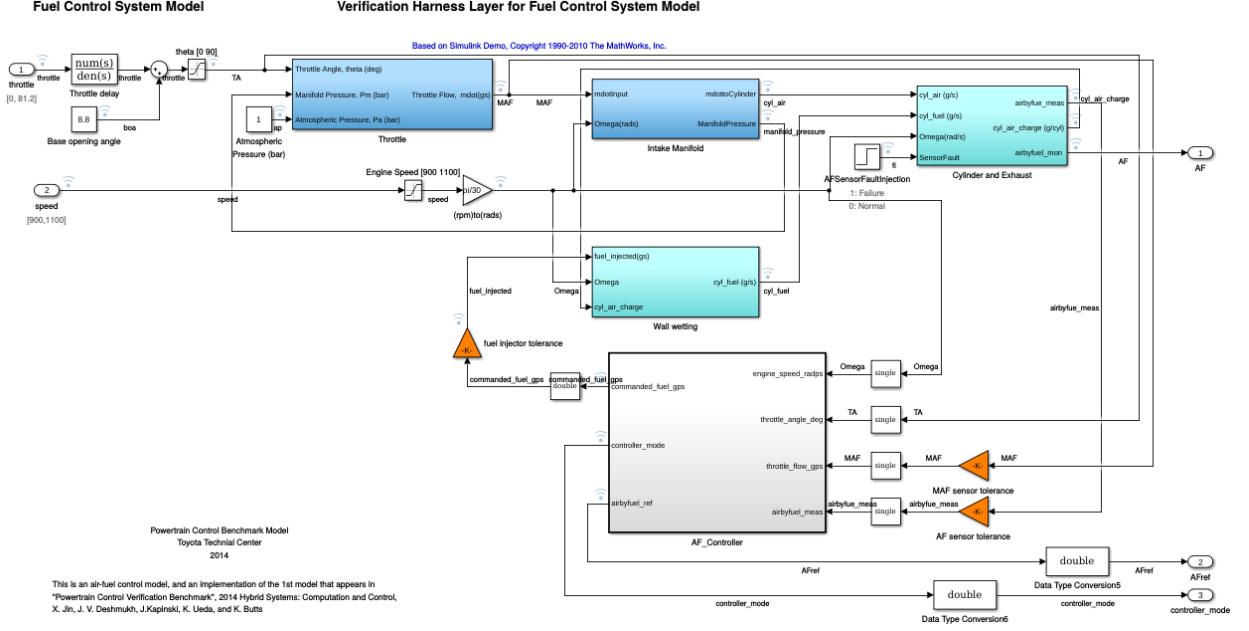 Fuel Control System Model
Verification Harness Layer for Fuel Control System Model
Based on Simulink Demo, Copyright 1990-2010 The MathWorks, Inc.
1
throttle
[0, 81.2]
throttle
num(s)
den(s)
Throttle delay
throttle
throttle
theta [0 90]
TA
8.8
Base opening angle
boa
1
Atmospheric
Pressure (bar)
ap
Throttle Angle, theta (deg)
Manifold Pressure, Pm (bar)
Atmospheric Pressure, Pa (bar)
Throttle Flow, mdot(gs)
Throttle
MAF
MAF
mdotInput
Omega(rads)
mdottoCylinder
ManifoldPressure
Intake Manifold
cyl_air
manifold_pressure
cyl_air (g/s)
cyl_fuel (g/s)
Omega(rad/s)
SensorFault
airbyfue_meas
cyl_air_charge (g/cyl)
airbyfuel_mon
Cylinder and Exhaust
cyl_air_charge
AF
1
AF
fi
AFSensorFaultInjection
1: Failure
0: Normal
2
speed
[900,1100]
speed
Engine Speed [900 1100]
speed
pi/30
(rpm)to(rads)
fuel_injected(gs)
Omega
cyl_air_charge
cyl_fuel (g/s)
Wall wetting
fuel_injected
Omega
cyl_fuel
airbyfue_meas
-K-
fuel injector tolerance
commanded_fuel_gps
double
commanded_fuel_gps
commanded_fuel_gps
controller_mode
airbyfuel_ref
engine_speed_radps
throttle_angle_deg
throttle_flow_gps
airbyfuel_meas
AF_Controller
Omega
single
Omega
TA
single
TA
MAF
single
MAF
-K-
MAF
MAF sensor tolerance
airbyfue_meas
single
airbyfue_meas
-K-
AF sensor tolerance
Powertrain Control Benchmark Model
Toyota Technial Center
2014
This is an air-fuel control model, and an implementation of the 1st model that appears in
"Powertrain Control Verification Benchmark", 2014 Hybrid Systems: Computation and Control,
X. Jin, J. V. Deshmukh, J.Kapinski, K. Ueda, and K. Butts
AFref
double
Data Type Conversion5
AFref
2
AFref
controller_mode
double
Data Type Conversion6
controller_mode
3
controller_mode